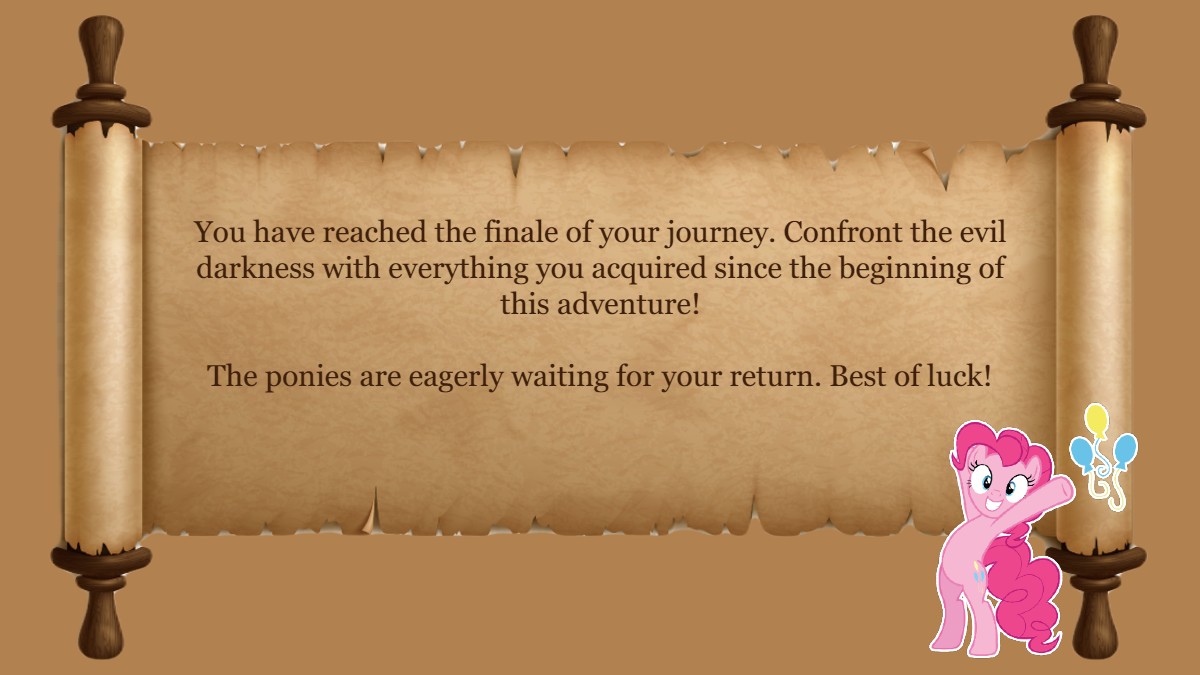 You have reached the finale of your journey. Confront the evil
darkness with everything you acquired since the beginning of
this adventure!
The ponies are eagerly waiting for your return. Best of luck!